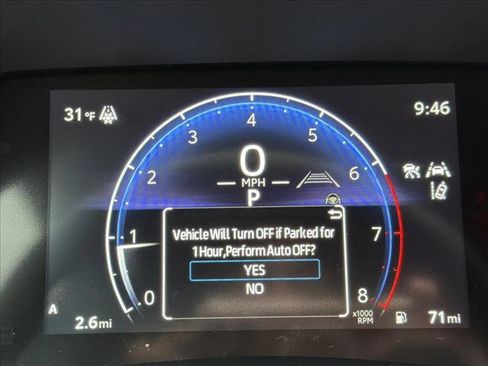 31°F
9:46
4
3
5
0
MPH
P
2
6
Vehicle Will Turn OFF if Parked for
1 Hour,Perform Auto OFF?
YES
NO
1
7
0
8
x1000
RPM
A
2.6mi
71mi